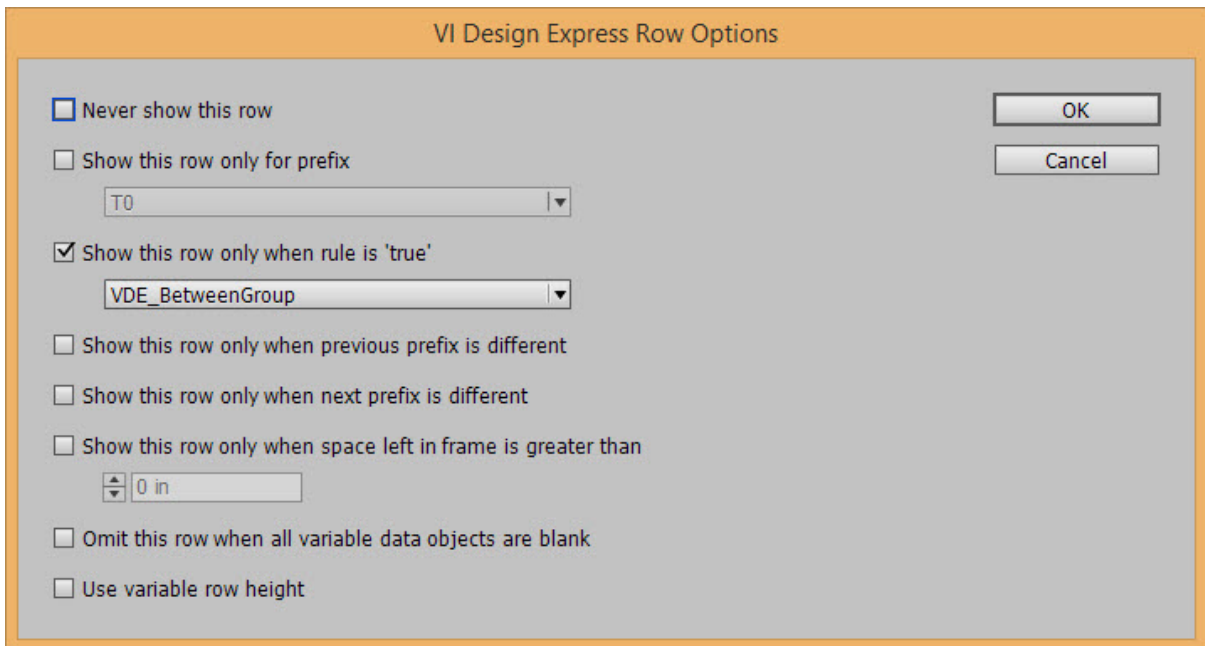 VI Design Express Row Options
Never show this row
OK
Show this row only for prefix
Cancel
T0
Show this row only when rule is 'true'
VDE_BetweenGroup
Show this row only when previous prefix is different
Show this row only when next prefix is different
Show this row only when space left in frame is greater than
0 in
Omit this row when all variable data objects are blank
Use variable row height